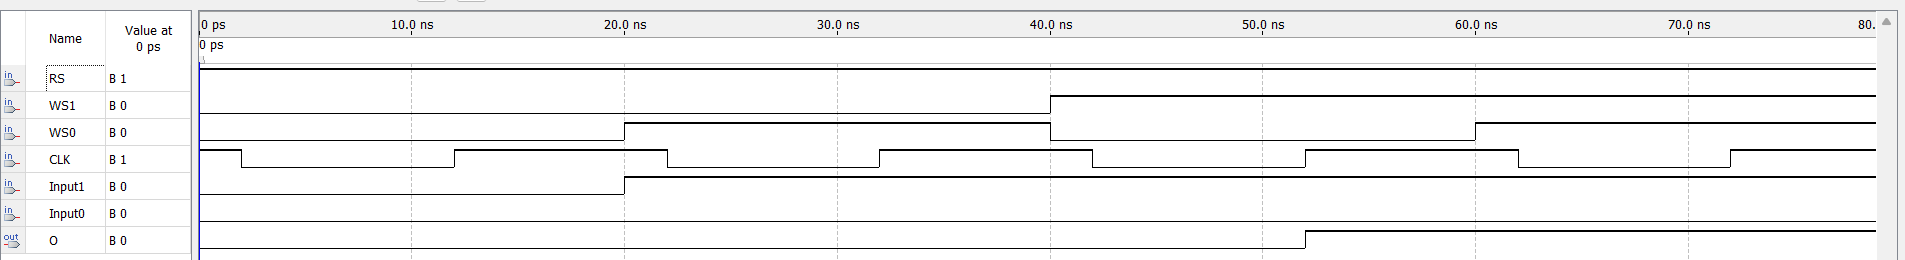 0 ps 10.0 ns 20.0 ns 30.0 ns 40.0 ns 50.0 ns 60.0 ns 70.0 ns 80.
Name Value at 0 ps
0 ps
in RS B 1
in WS1 B 0
in WS0 B 0
in CLK B 1
in Input1 B 0
in Input0 B 0
out O B 0